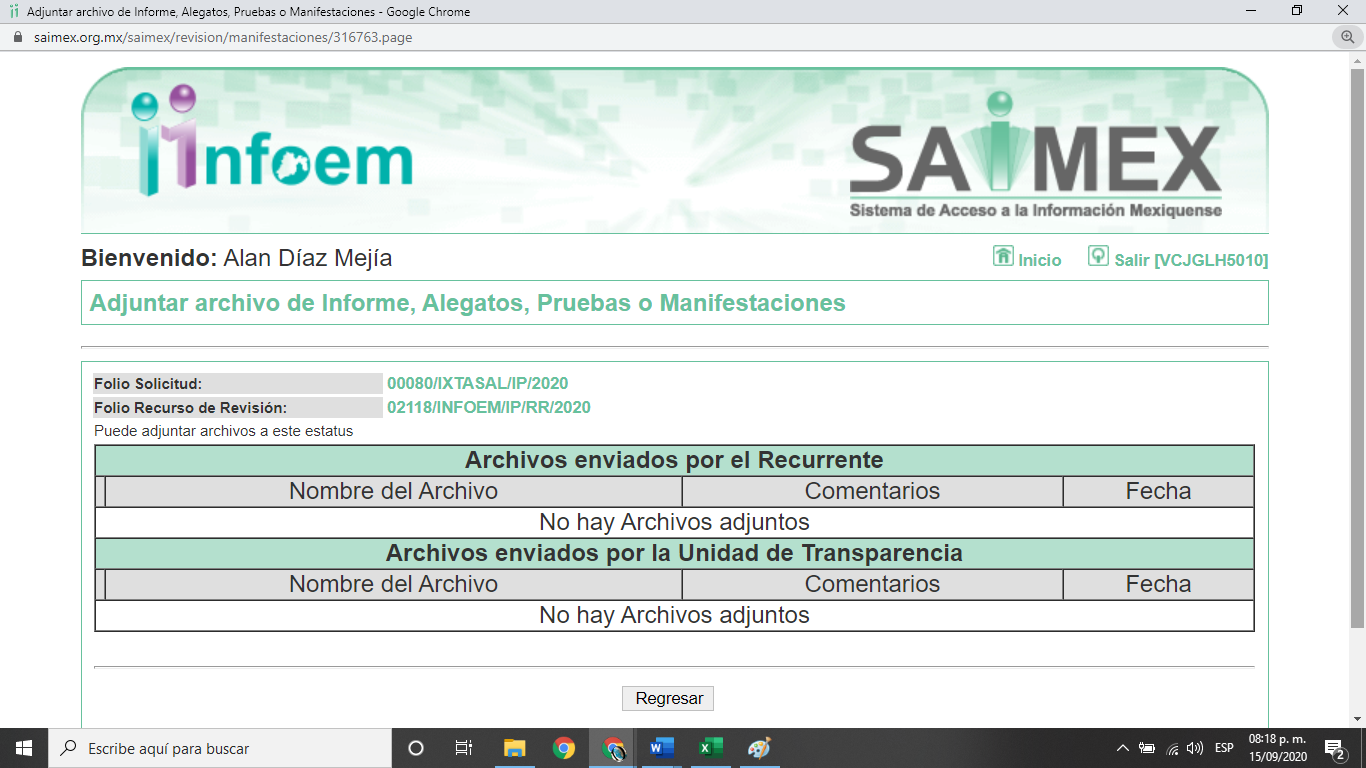 Adjuntar archivo de Informe, Alegatos, Pruebas o Manifestaciones - Google Chrome
saimex.org.mx/saimex/revision/manifestaciones/316763.page
infoem
SAIMEX
Sistema de Acceso a la Información Mexiquense
Bienvenido: Alan Díaz Mejía
Inicio Salir [VCJGLH5010]
Adjuntar archivo de Informe, Alegatos, Pruebas o Manifestaciones
Folio Solicitud: 00080/IXTASAL/IP/2020
Folio Recurso de Revisión: 02118/INFOEM/IP/RR/2020
Puede adjuntar archivos a este estatus
Archivos enviados por el Recurrente
Nombre del Archivo Comentarios Fecha
No hay Archivos adjuntos
Archivos enviados por la Unidad de Transparencia
Nombre del Archivo Comentarios Fecha
No hay Archivos adjuntos
Regresar
Escribe aquí para buscar
ESP
08:18 p. m.
15/09/2020
2